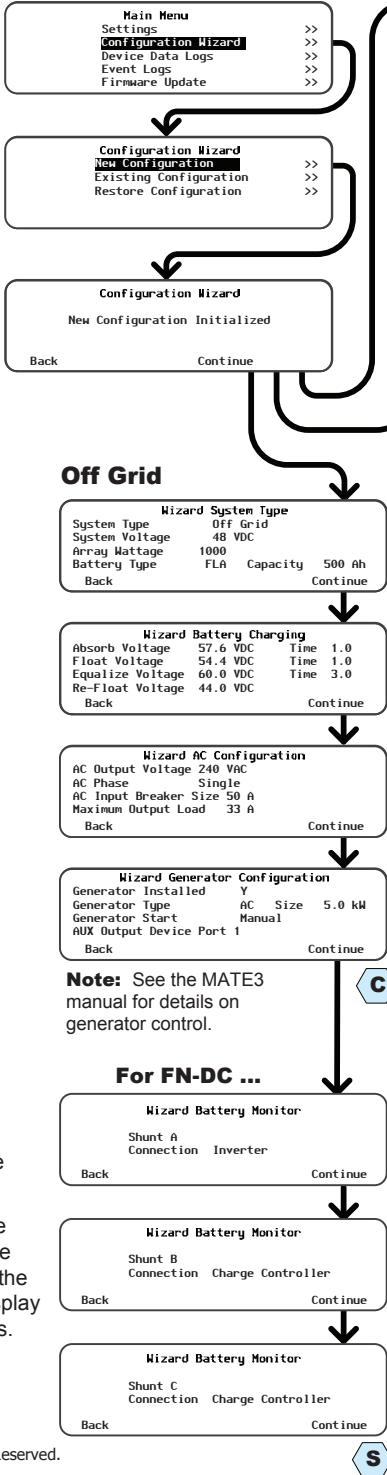 Main Menu
Settings >>
Configuration Wizard >>
Device Data Logs >>
Event Logs >>
Firmware Update >>
Configuration Wizard
New Configuration >>
Existing Configuration >>
Restore Configuration >>
Configuration Wizard
New Configuration Initialized
Back Continue
Off Grid
Wizard System Type
System Type Off Grid
System Voltage 48 VDC
Array Wattage 1000
Battery Type FLA Capacity 500 Ah
Back Continue
Wizard Battery Charging
Absorb Voltage 57.6 VDC Time 1.0
Float Voltage 54.4 VDC Time 1.0
Equalize Voltage 60.0 VDC Time 3.0
Re-Float Voltage 44.0 VDC
Back Continue
Wizard AC Configuration
AC Output Voltage 240 VAC
AC Phase Single
AC Input Breaker Size 50 A
Maximum Output Load 33 A
Back Continue
Wizard Generator Configuration
Generator Installed Y
Generator Type AC Size 5.0 kW
Generator Start Manual
AUX Output Device Port 1
Back Continue
Note: See the MATE3
manual for details on
generator control.
C
For FN-DC ...
Wizard Battery Monitor
Shunt A
Connection Inverter
Back Continue
Wizard Battery Monitor
Shunt B
Connection Charge Controller
Back Continue
Wizard Battery Monitor
Shunt C
Connection Charge Controller
Back Continue
e
e
e
the
splay
s.
eserved.
S